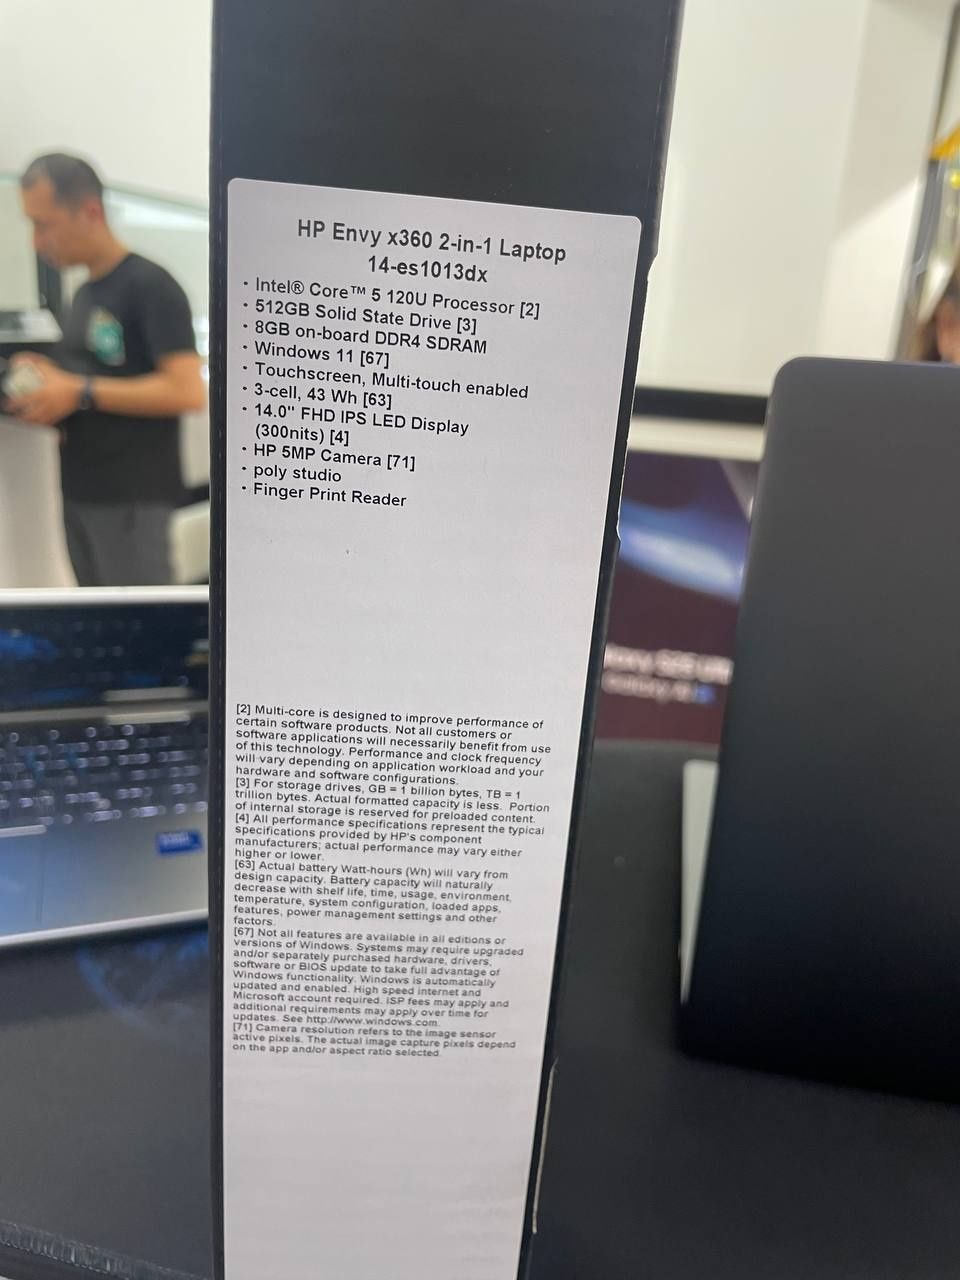 HP Envy x360 2-in-1 Laptop
14-es1013dx
· Intel® Core™ 5 120U Processor [2]
· 512GB Solid State Drive [3]
· 8GB on-board DDR4 SDRAM
· Windows 11 [67]
· Touchscreen, Multi-touch enabled
· 3-cell, 43 Wh [63]
· 14.0" FHD IPS LED Display
(300nits) [4]
· HP 5MP Camera [71]
· poly studio
· Finger Print Reader
[2] Multi-core is designed to improve performance of
certain software products. Not all customers or
software applications will necessarily benefit from use
of this technology. Performance and clock frequency
will vary depending on application workload and your
hardware and software configurations.
[3] For storage drives, GB = 1 billion bytes, TB = 1
trillion bytes. Actual formatted capacity is less. Portion
of internal storage is reserved for preloaded content.
[4] All performance specifications represent the typical
specifications provided by HP's component
manufacturers; actual performance may vary either
higher or lower.
[63] Actual battery Watt-hours (Wh) will vary from
design capacity. Battery capacity will naturally
decrease with shelf life, time, usage, environment,
temperature, system configuration, loaded apps,
features, power management settings and other
factors.
[67] Not all features are available in all editions or
versions of Windows. Systems may require upgraded
and/or separately purchased hardware, drivers,
software or BIOS update to take full advantage of
Windows functionality. Windows is automatically
updated and enabled. High speed internet and
Microsoft account required. ISP fees may apply and
additional requirements may apply over time for
updates. See http://www.windows.com.
[71] Camera resolution refers to the image sensor
active pixels. The actual image capture pixels depend
on the app and/or aspect ratio selected.